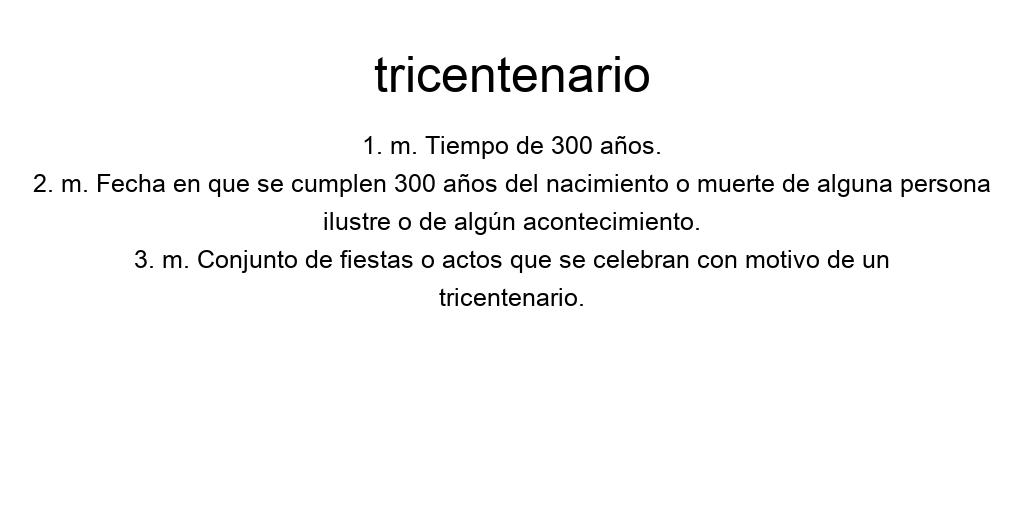 tricentenario
1. m. Tiempo de 300 años.
2. m. Fecha en que se cumplen 300 años del nacimiento o muerte de alguna persona
ilustre o de algún acontecimiento.
3. m. Conjunto de fiestas o actos que se celebran con motivo de un
tricentenario.